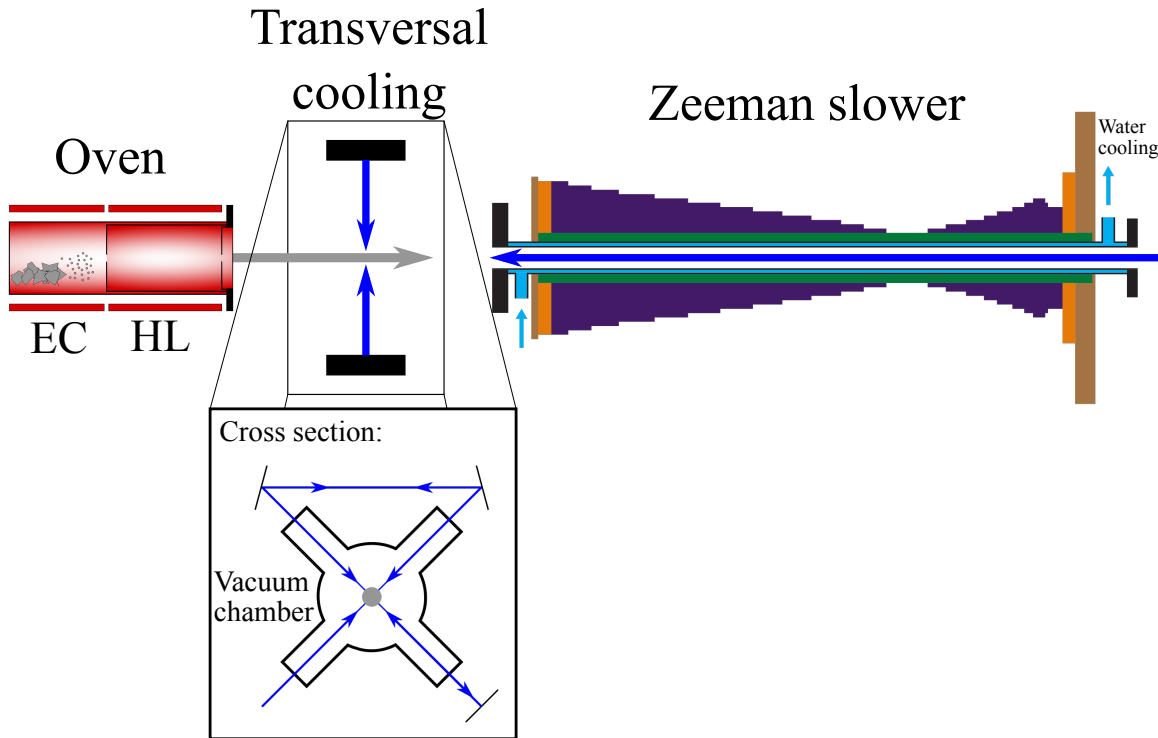 Transversal
cooling
Zeeman slower
Oven
Water
cooling
EC
HL
Cross section:
Vacuum
chamber